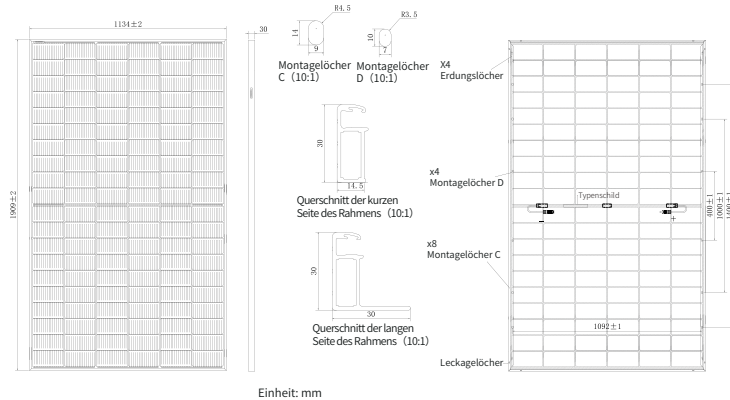 1134±2
30
1909±2
R4.5
14
9
Montagelöcher
C（10:1）
R3.5
10
7
Montagelöcher
D（10:1）
30
14.5
Querschnitt der kurzen
Seite des Rahmens（10:1）
30
30
Querschnitt der langen
Seite des Rahmens（10:1）
X4
Erdungslöcher
x4
Montagelöcher D
Typenschild
-
+
x8
Montagelöcher C
400±1
1000±1
1400±1
1092±1
Leckagelöcher
Einheit: mm